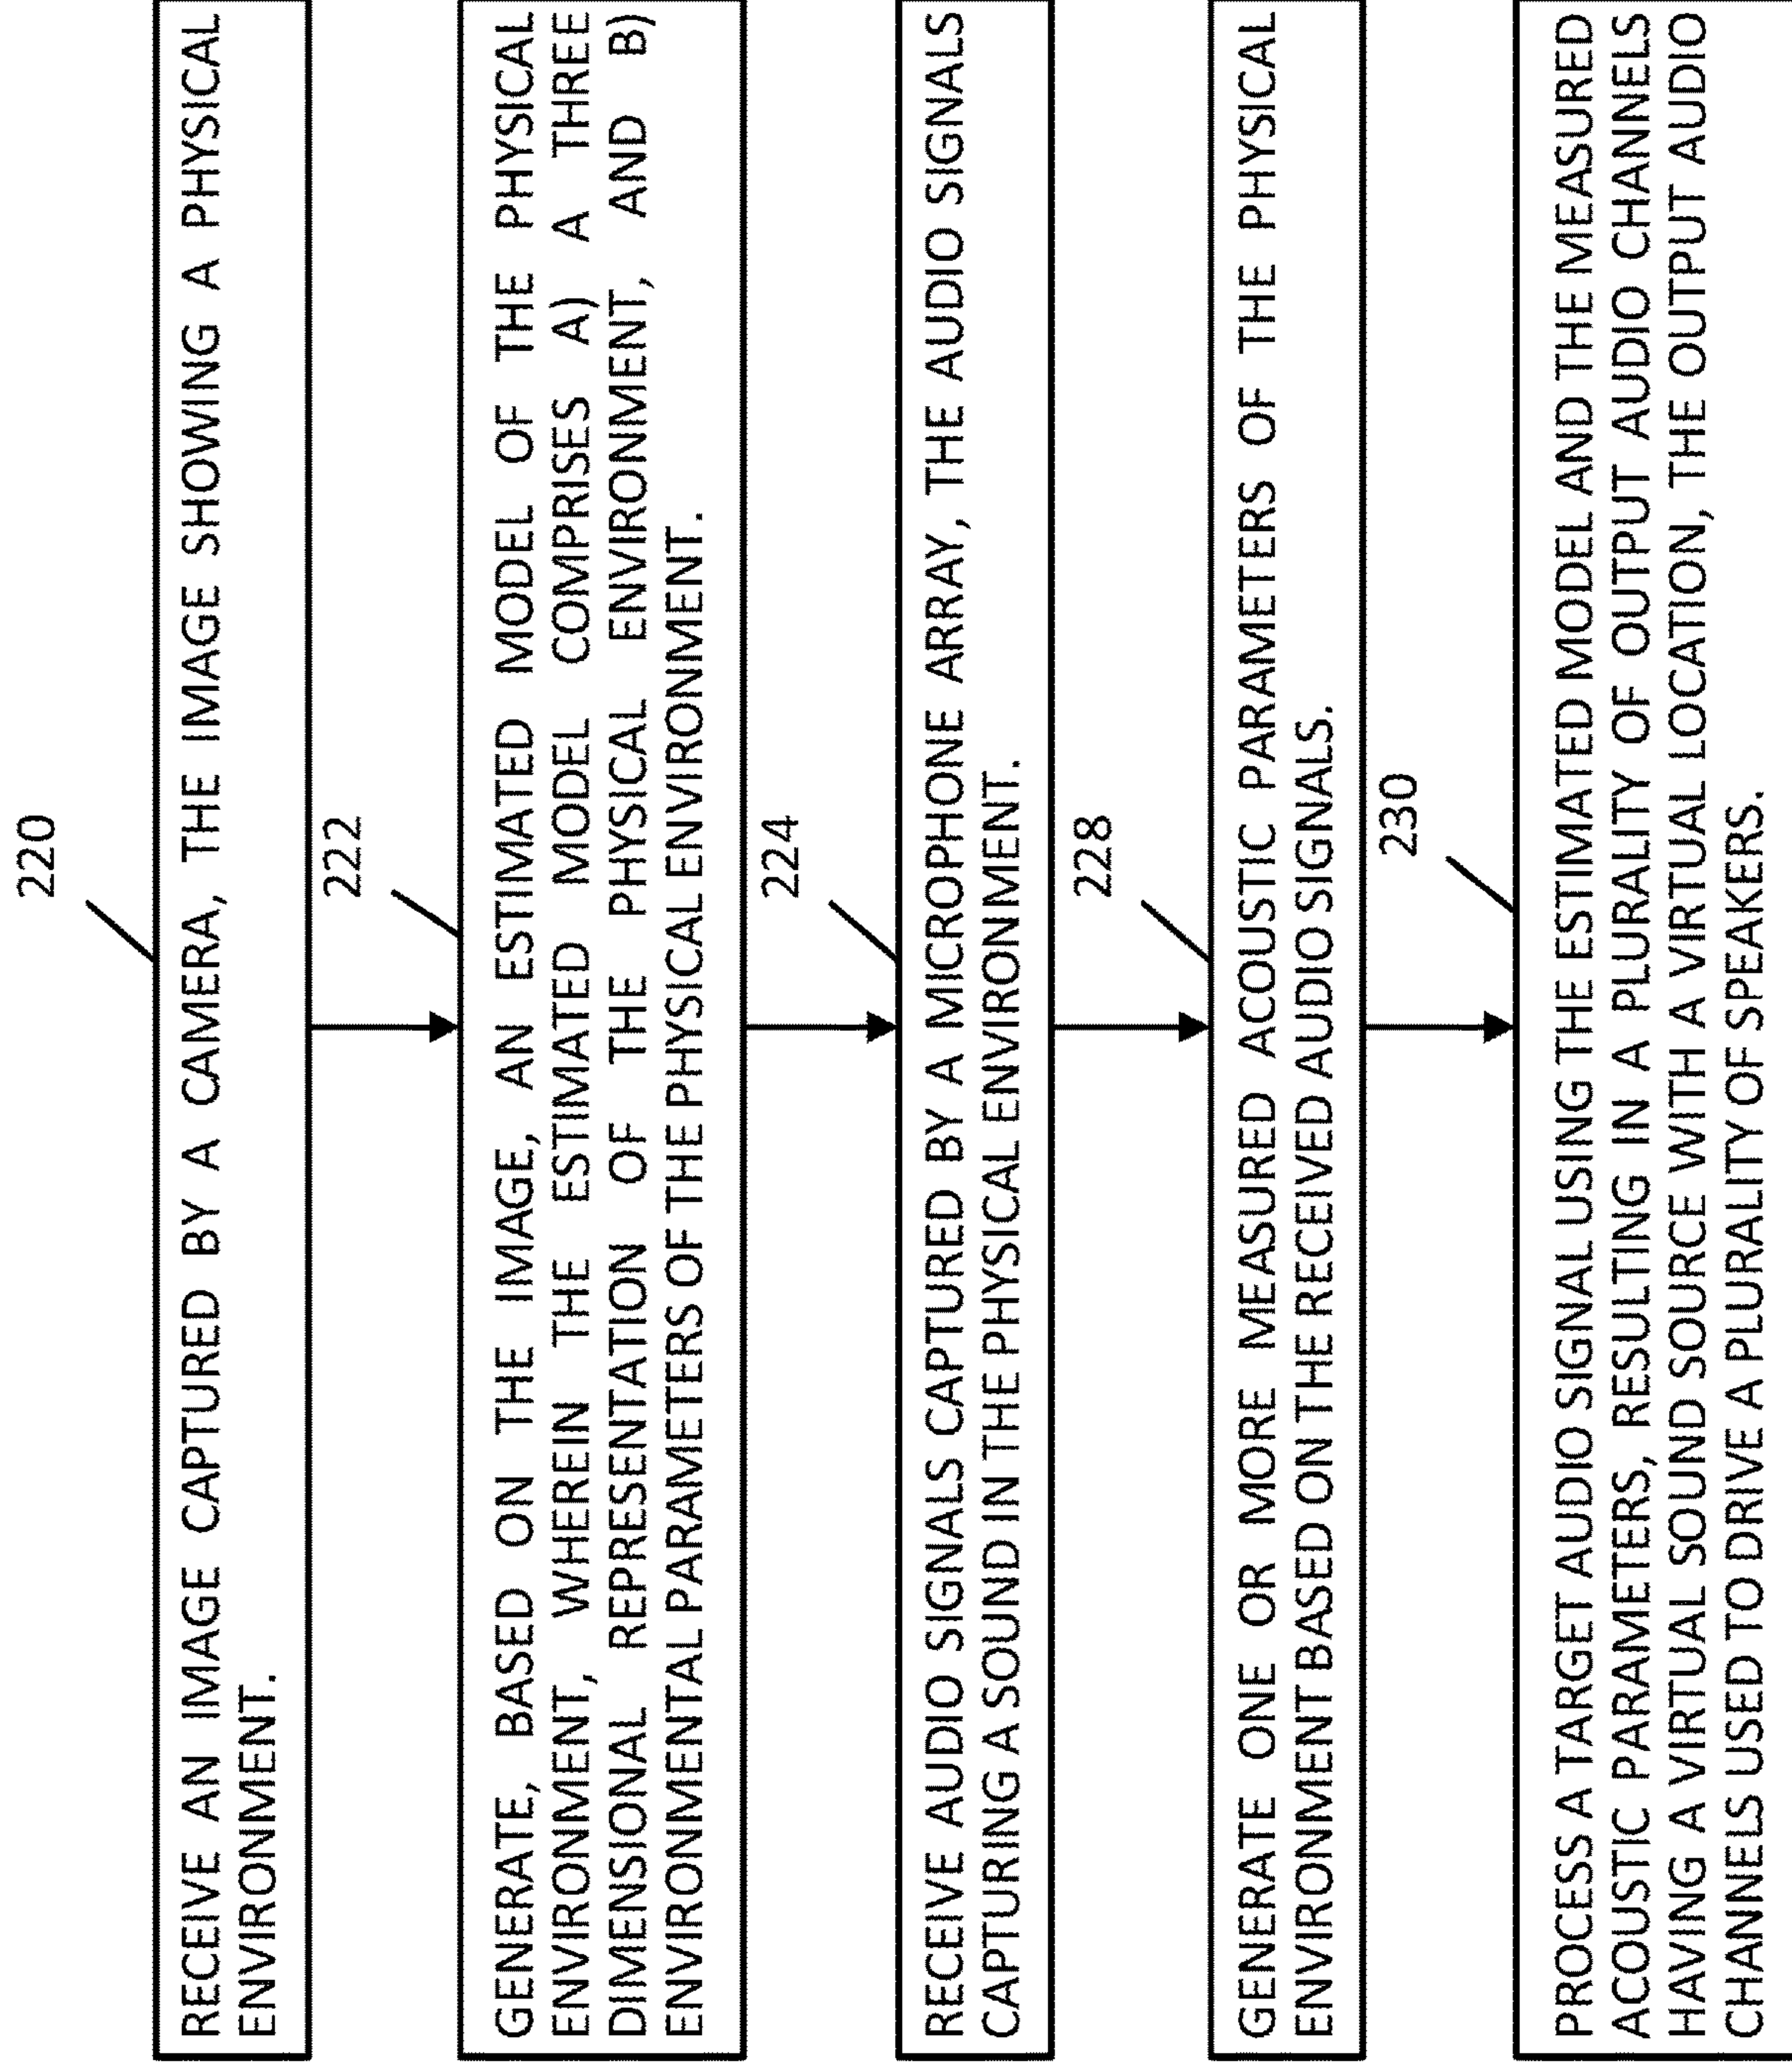 220
RECEIVE AN IMAGE CAPTURED BY A CAMERA, THE IMAGE SHOWING A PHYSICAL
ENVIRONMENT.
222
GENERATE, BASED ON THE IMAGE, AN ESTIMATED MODEL OF THE PHYSICAL
ENVIRONMENT, WHEREIN THE ESTIMATED MODEL COMPRISES A) A THREE
DIMENSIONAL REPRESENTATION OF THE PHYSICAL ENVIRONMENT, AND B)
ENVIRONMENTAL PARAMETERS OF THE PHYSICAL ENVIRONMENT.
224
RECEIVE AUDIO SIGNALS CAPTURED BY A MICROPHONE ARRAY, THE AUDIO SIGNALS
CAPTURING A SOUND IN THE PHYSICAL ENVIRONMENT.
228
GENERATE ONE OR MORE MEASURED ACOUSTIC PARAMETERS OF THE PHYSICAL
ENVIRONMENT BASED ON THE RECEIVED AUDIO SIGNALS.
230
PROCESS A TARGET AUDIO SIGNAL USING THE ESTIMATED MODEL AND THE MEASURED
ACOUSTIC PARAMETERS, RESULTING IN A PLURALITY OF OUTPUT AUDIO CHANNELS
HAVING A VIRTUAL SOUND SOURCE WITH A VIRTUAL LOCATION, THE OUTPUT AUDIO
CHANNELS USED TO DRIVE A PLURALITY OF SPEAKERS.